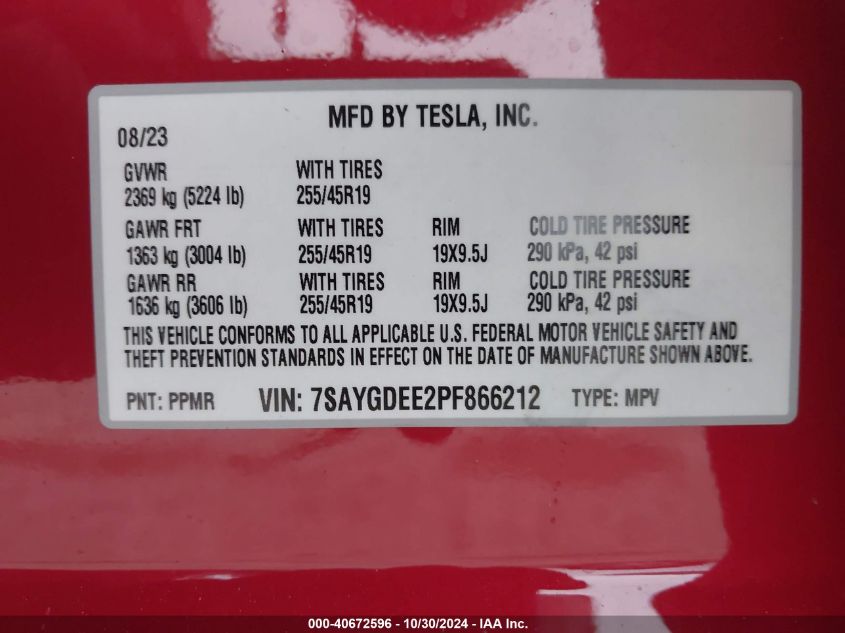 MFD BY TESLA, INC.
08/23
GVWR WITH TIRES
2369 kg (5224 lb) 255/45R19
GAWR FRT WITH TIRES RIM COLD TIRE PRESSURE
1363 kg (3004 lb) 255/45R19 19X9.5J 290 kPa, 42 psi
GAWR RR WITH TIRES RIM COLD TIRE PRESSURE
1636 kg (3606 lb) 255/45R19 19X9.5J 290 kPa, 42 psi
THIS VEHICLE CONFORMS TO ALL APPLICABLE U.S. FEDERAL MOTOR VEHICLE SAFETY AND
THEFT PREVENTION STANDARDS IN EFFECT ON THE DATE OF MANUFACTURE SHOWN ABOVE.
PNT: PPMR VIN: 7SAYGDEE2PF866212 TYPE: MPV
000-40672596 - 10/30/2024 - IAA Inc.